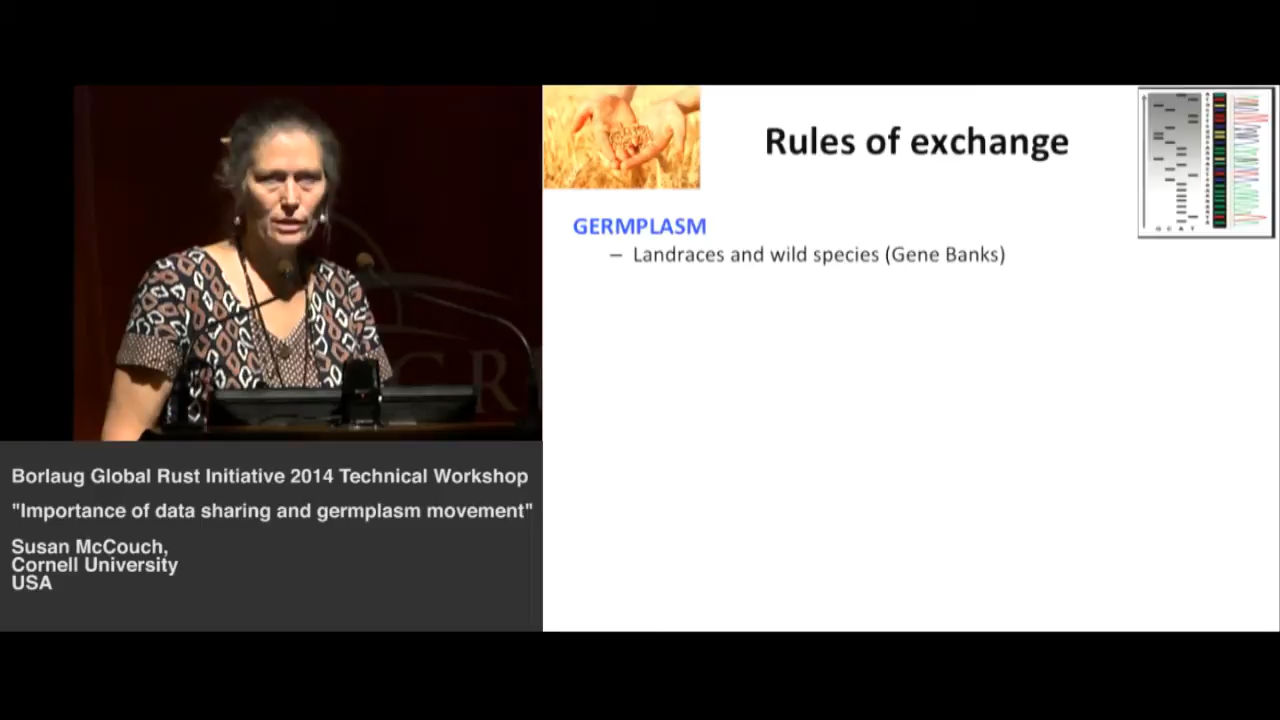 Rules of exchange
GERMPLASM
– Landraces and wild species (Gene Banks)
Borlaug Global Rust Initiative 2014 Technical Workshop
"Importance of data sharing and germplasm movement"
Susan McCouch,
Cornell University
USA
G C A T